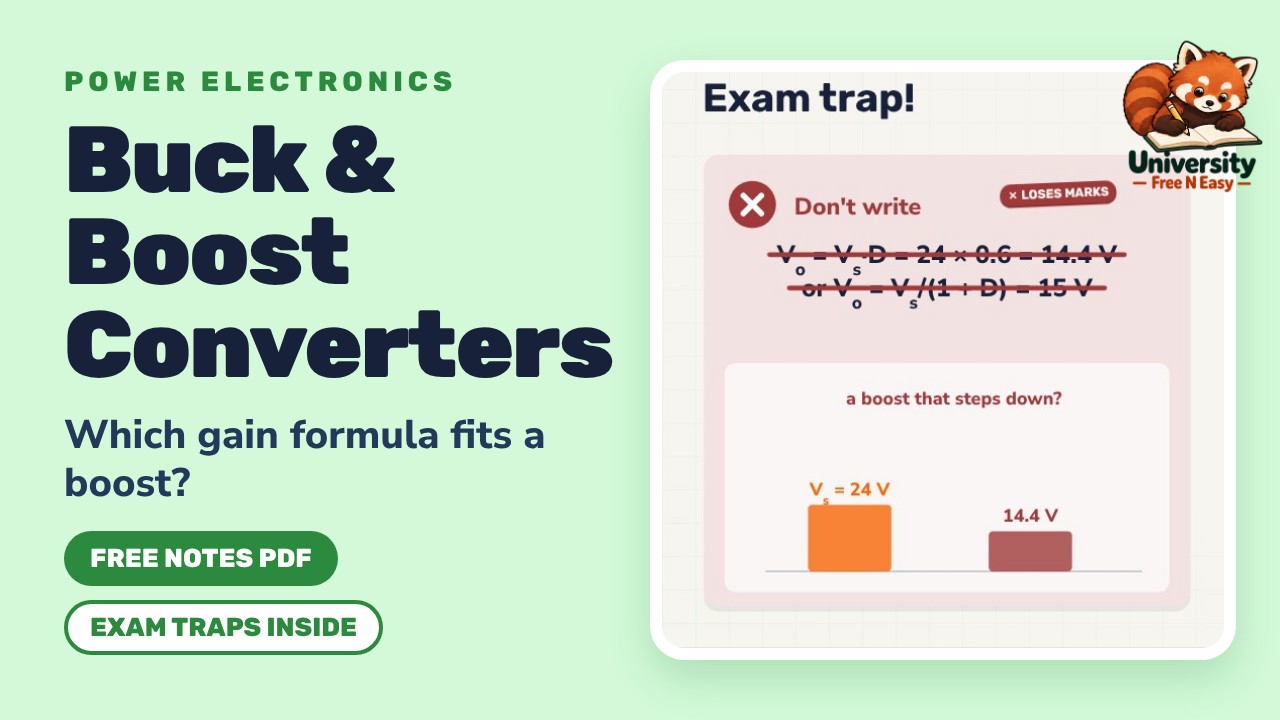 POWER ELECTRONICS
Buck &
Boost
Converters
Which gain formula fits a
boost?
FREE NOTES PDF
EXAM TRAPS INSIDE
Exam trap!
Don't write
× LOSES MARKS
Vo = Vs·D = 24 × 0.6 = 14.4 V
or Vo = Vs/(1 + D) = 15 V
a boost that steps down?
Vs = 24 V
14.4 V
University
Free N Easy